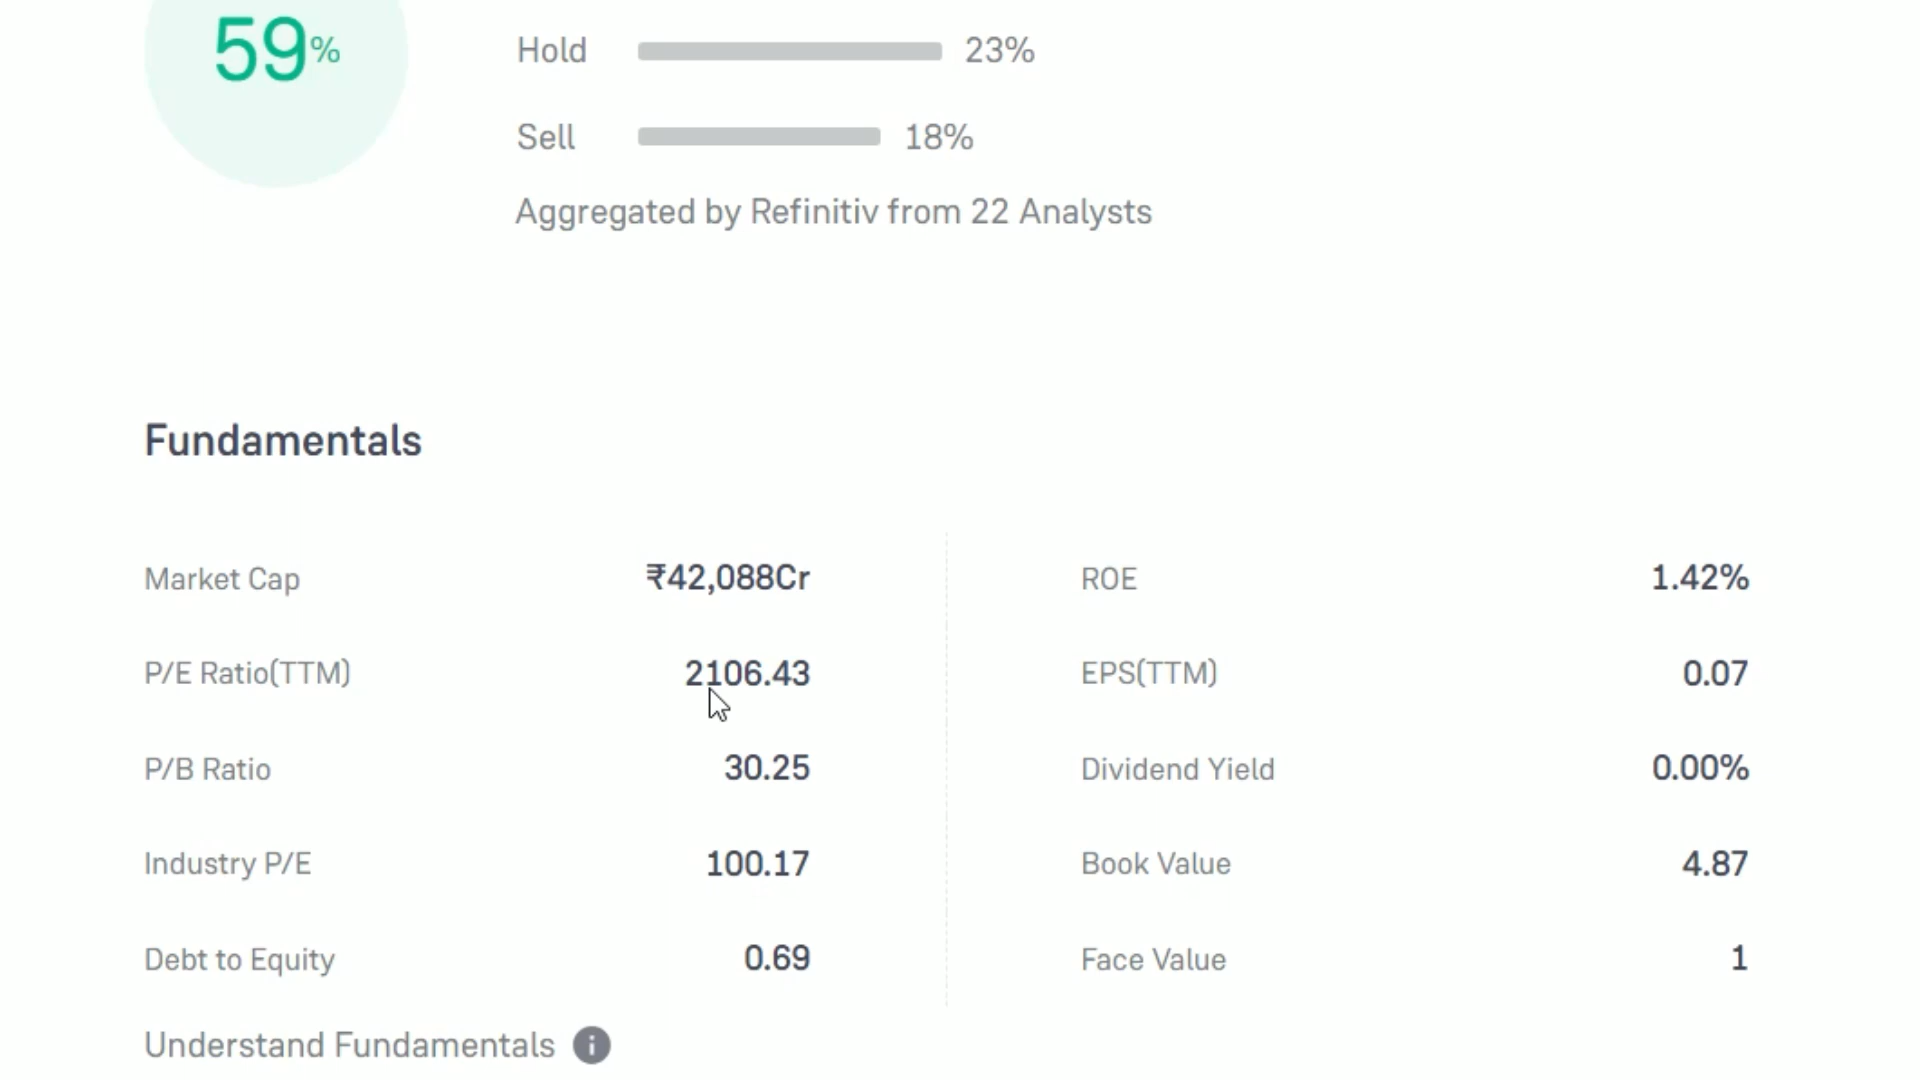 59%
Hold 23%
Sell 18%
Aggregated by Refinitiv from 22 Analysts
Fundamentals
Market Cap ₹42,088Cr ROE 1.42%
P/E Ratio(TTM) 2106.43 EPS(TTM) 0.07
P/B Ratio 30.25 Dividend Yield 0.00%
Industry P/E 100.17 Book Value 4.87
Debt to Equity 0.69 Face Value 1
Understand Fundamentals i